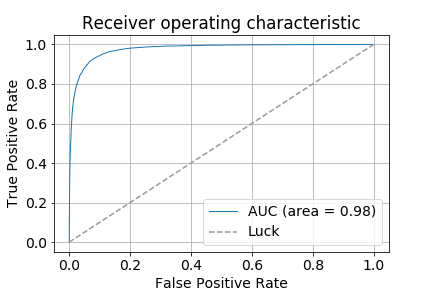 Receiver operating characteristic
True Positive Rate
1.0
0.8
0.6
0.4
0.2
0.0
AUC (area = 0.98)
Luck
0.0 0.2 0.4 0.6 0.8 1.0
False Positive Rate